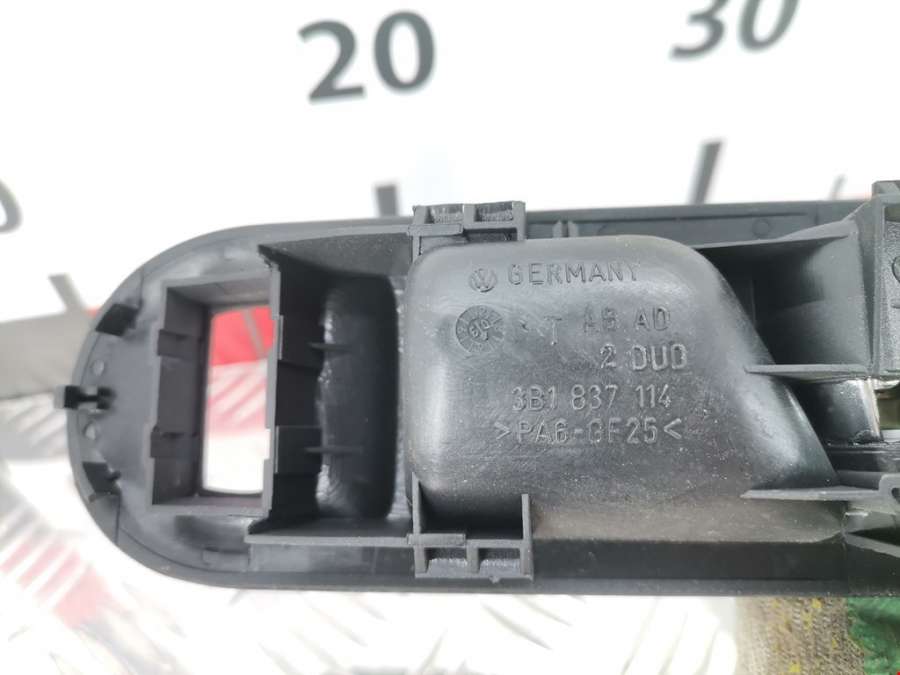 20
30
GERMANY
T AB AD
2 DUD
3B1 837 114
>PA6-GF25<